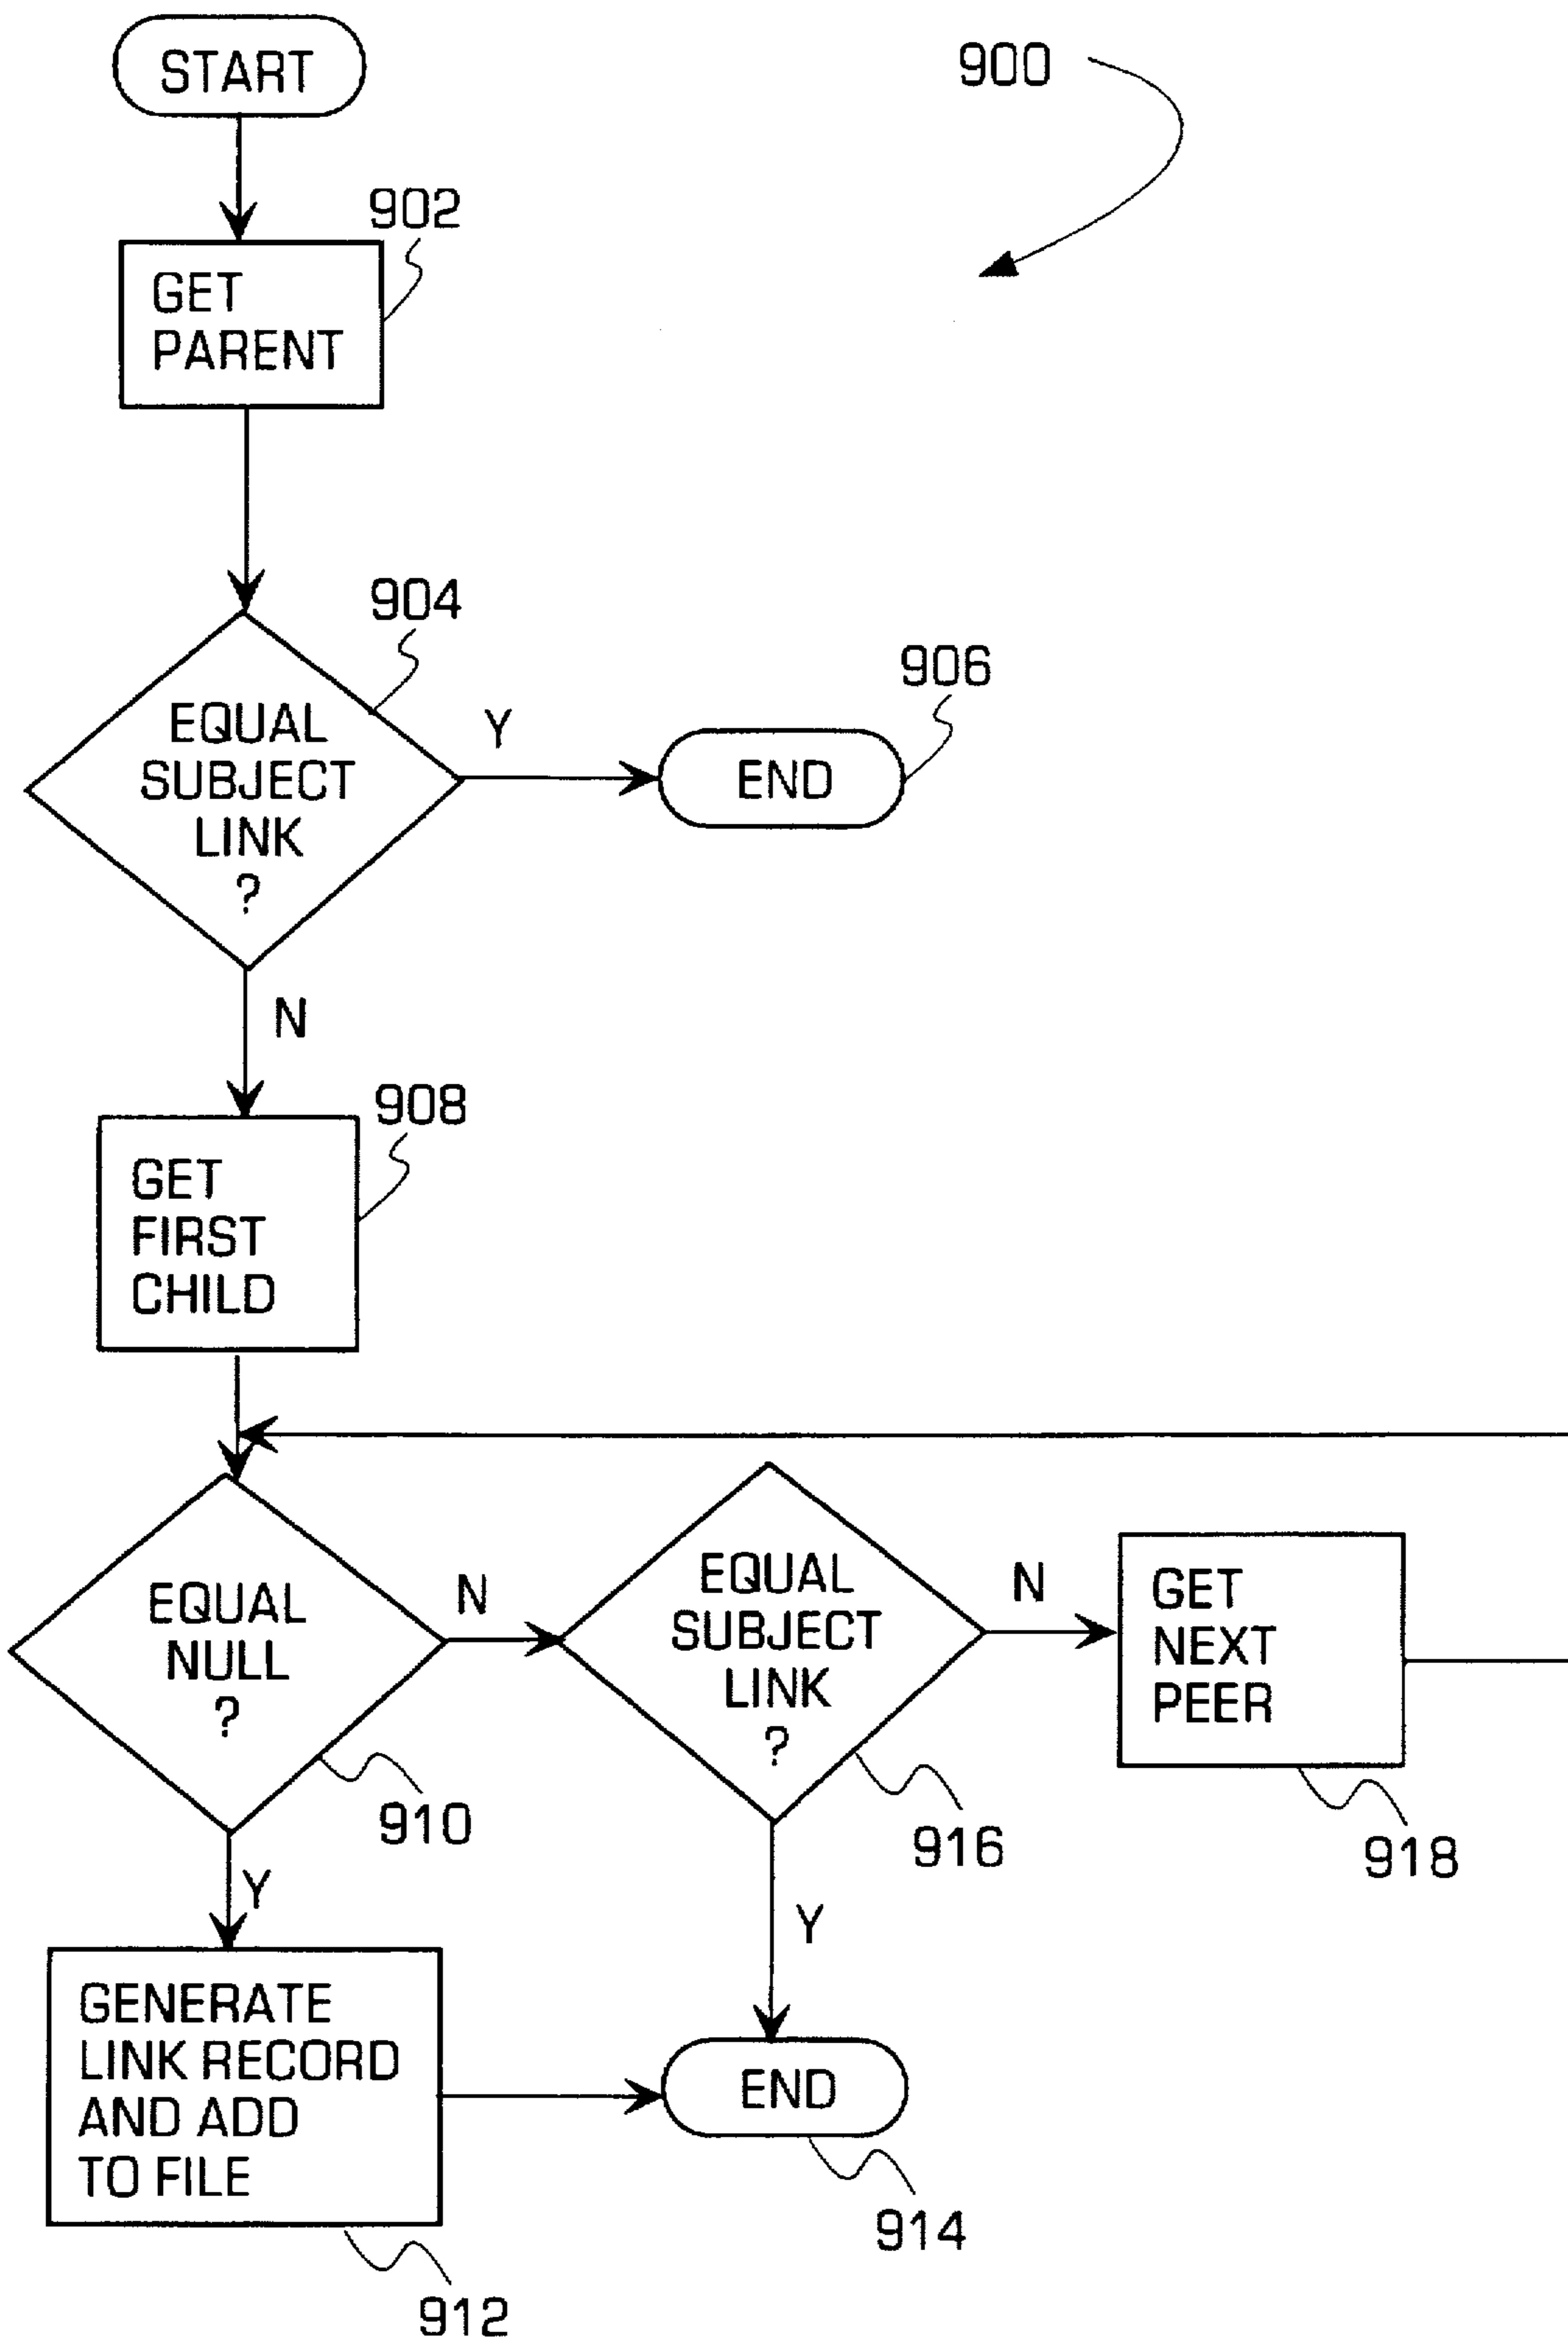 START
900
902
GET
PARENT
904
EQUAL
SUBJECT
LINK
?
Y
906
END
N
908
GET
FIRST
CHILD
EQUAL
NULL
?
910
N
EQUAL
SUBJECT
LINK
?
916
N
GET
NEXT
PEER
918
Y
Y
GENERATE
LINK RECORD
AND ADD
TO FILE
912
END
914